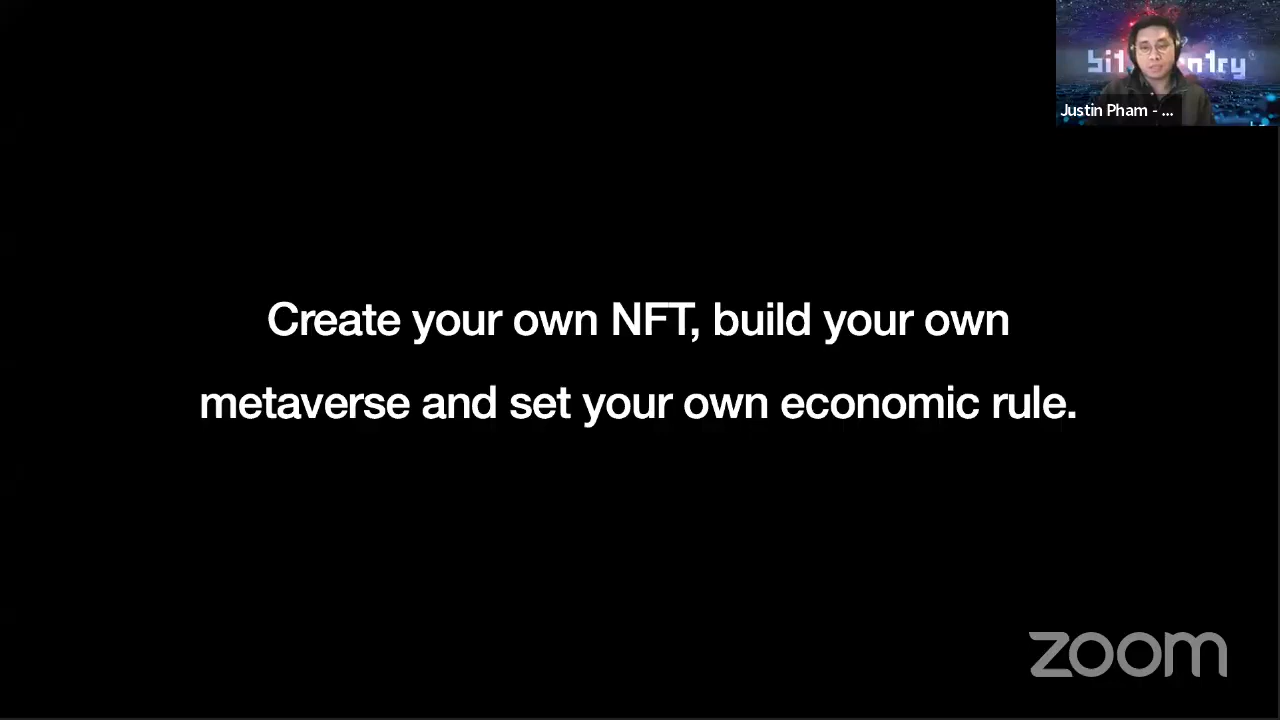 Justin Pham - ...
Create your own NFT, build your own
metaverse and set your own economic rule.
zoom